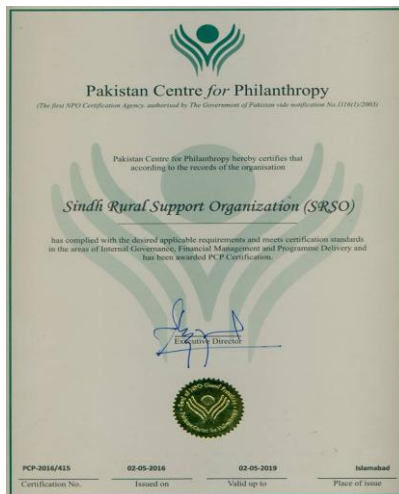 Pakistan Centre for Philanthropy
(The first NPO Certification Agency, authorised by The Government of Pakistan vide notification No.1116(1)/2003)
Pakistan Centre for Philanthropy hereby certifies that
according to the records of the organisation
Sindh Rural Support Organization (SRSO)
has complied with the desired applicable requirements and meets certification standards
in the areas of Internal Governance, Financial Management and Programme Delivery and
has been awarded PCP Certification.
Executive Director
PCP-2016/415 02-05-2016 02-05-2019 Islamabad
Certification No. Issued on Valid up to Place of issue